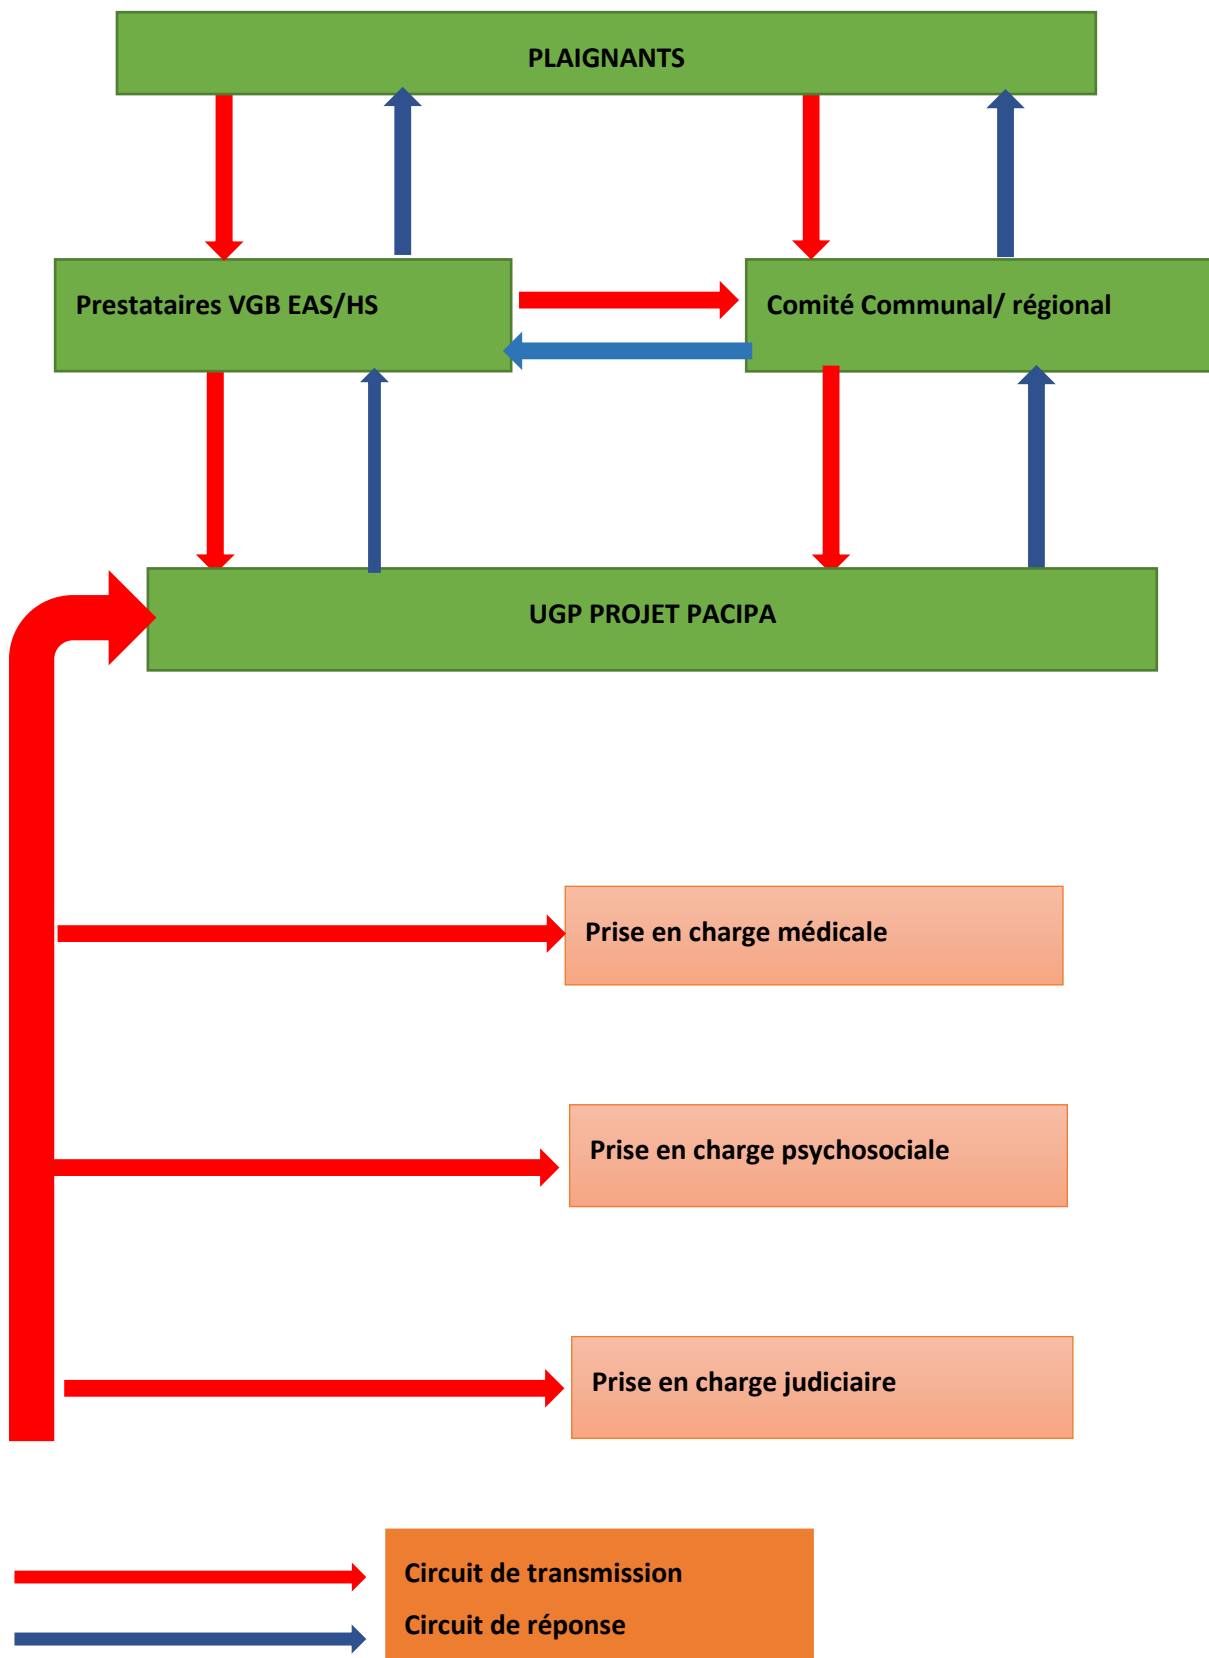 PLAIGNANTS
Prestataires VGB EAS/HS
Comité Communal/ régional
UGP PROJET PACIPA
Prise en charge médicale
Prise en charge psychosociale
Prise en charge judiciaire
Circuit de transmission
Circuit de réponse